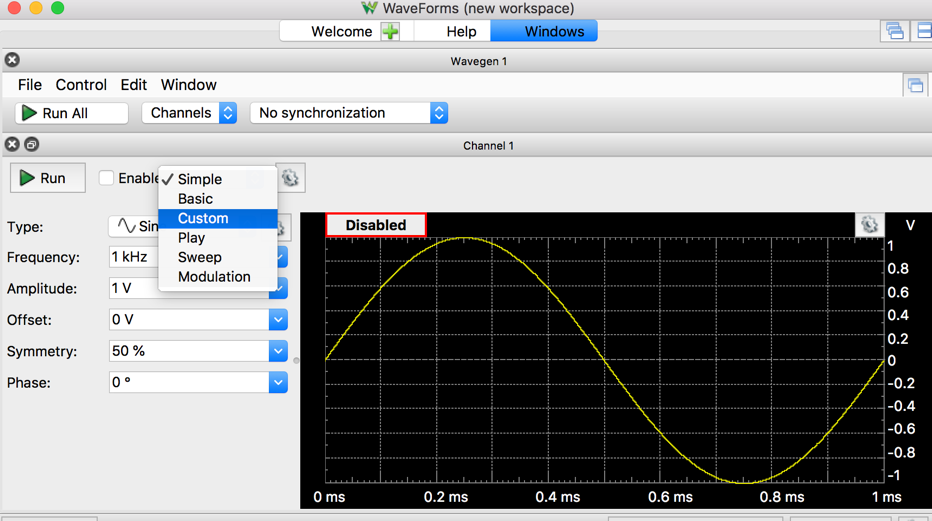 WaveForms (new workspace)
Welcome Help Windows
Wavegen 1
File Control Edit Window
Run All Channels No synchronization
Channel 1
Run Enable Simple
Basic
Custom
Play
Sweep
Modulation
Type: Sin
Frequency: 1 kHz
Amplitude: 1 V
Offset: 0 V
Symmetry: 50 %
Phase: 0 º
Disabled V
1
0.8
0.6
0.4
0.2
0
-0.2
-0.4
-0.6
-0.8
-1
0 ms 0.2 ms 0.4 ms 0.6 ms 0.8 ms 1 ms